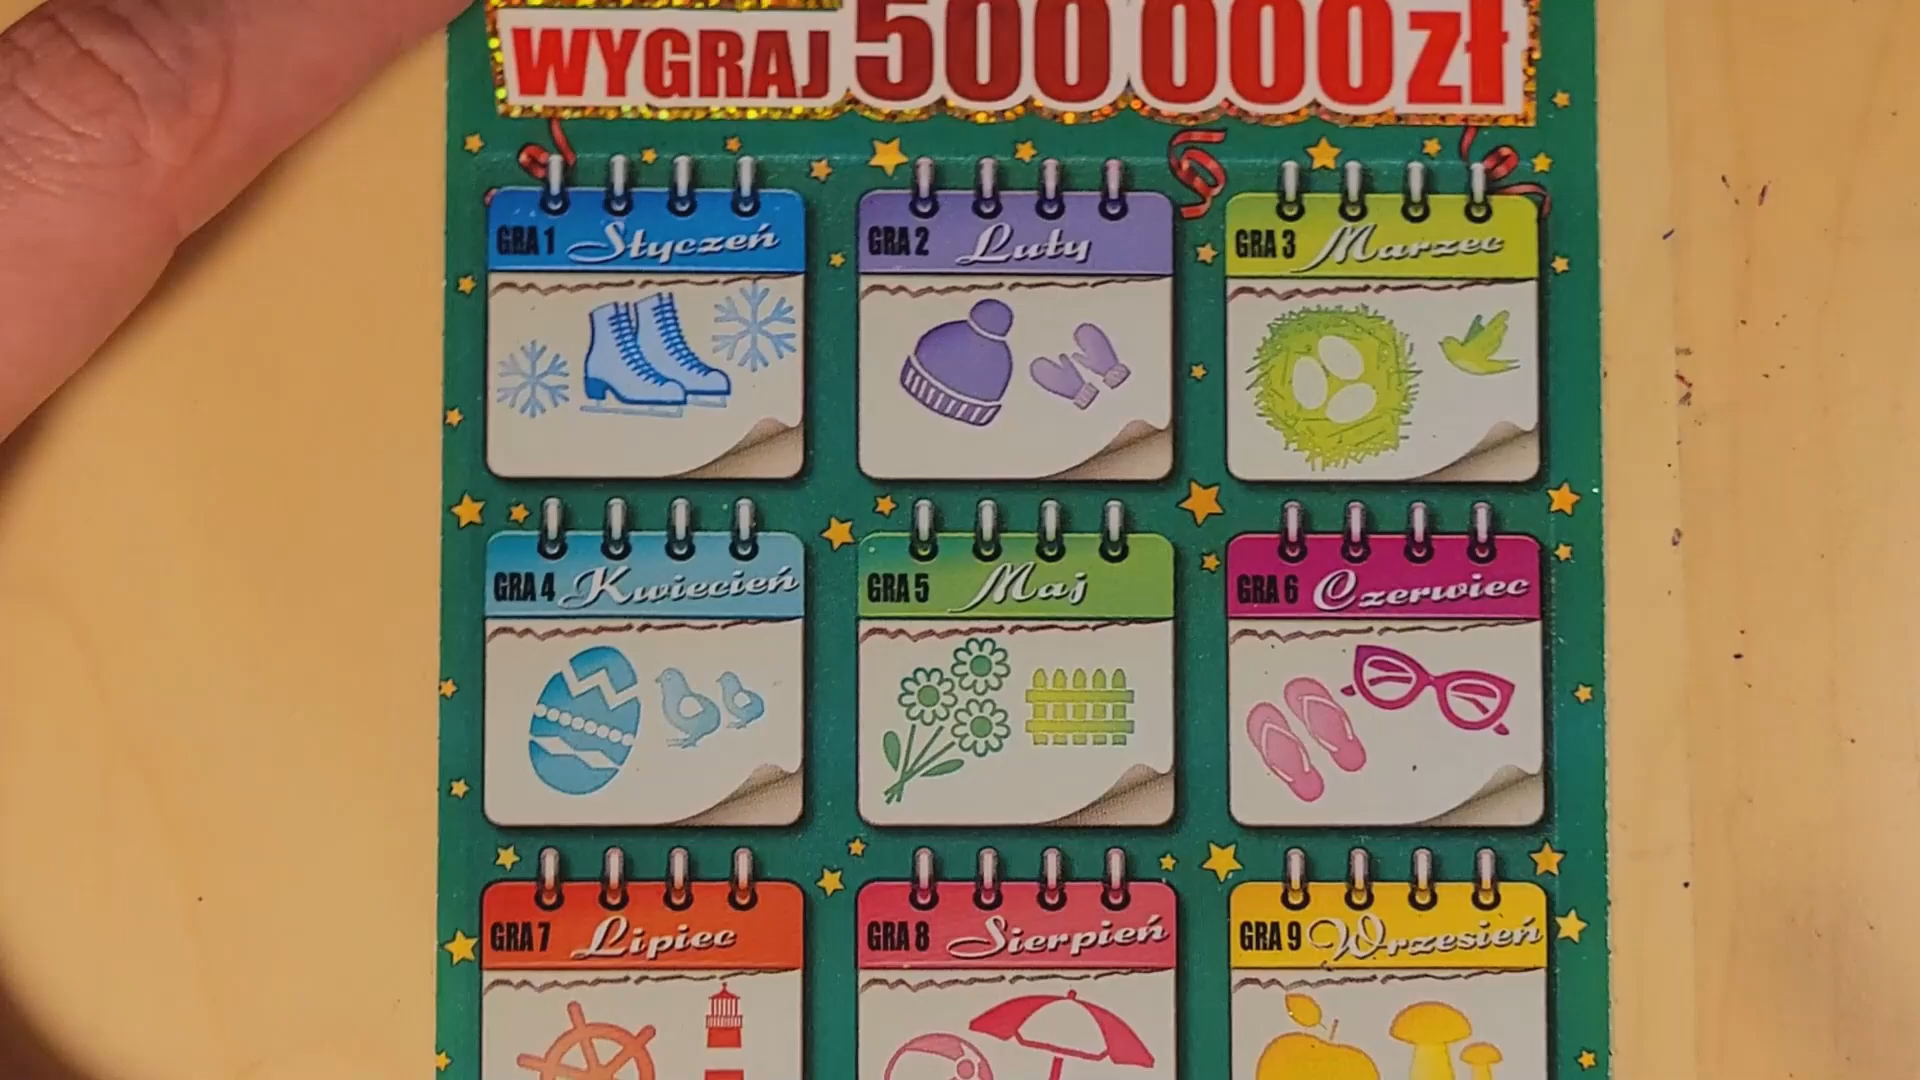 WYGRAJ 500 000 zł
GRA 1 Styczeń
GRA 2 Luty
GRA 3 Marzec
GRA 4 Kwiecień
GRA 5 Maj
GRA 6 Czerwiec
GRA 7 Lipiec
GRA 8 Sierpień
GRA 9 Wrzesień